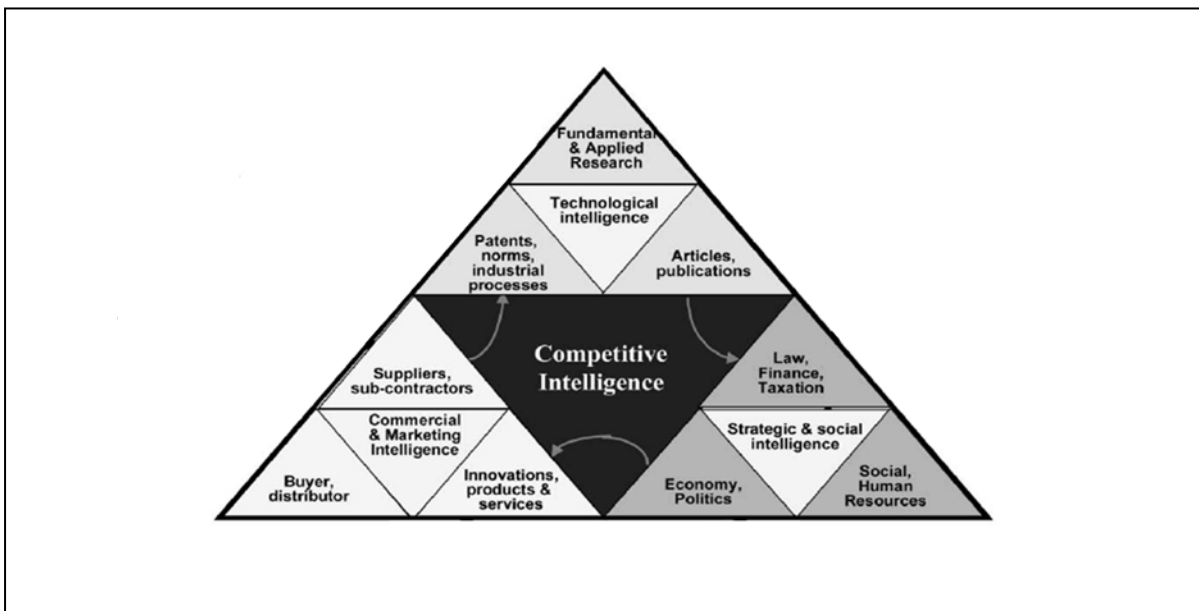 Fundamental
& Applied
Research
Technological
intelligence
Patents,
norms,
industrial
processes
Articles,
publications
Competitive
Intelligence
Suppliers,
sub-contractors
Law,
Finance,
Taxation
Commercial
& Marketing
Intelligence
Strategic & social
intelligence
Buyer,
distributor
Innovations,
products &
services
Economy,
Politics
Social,
Human
Resources